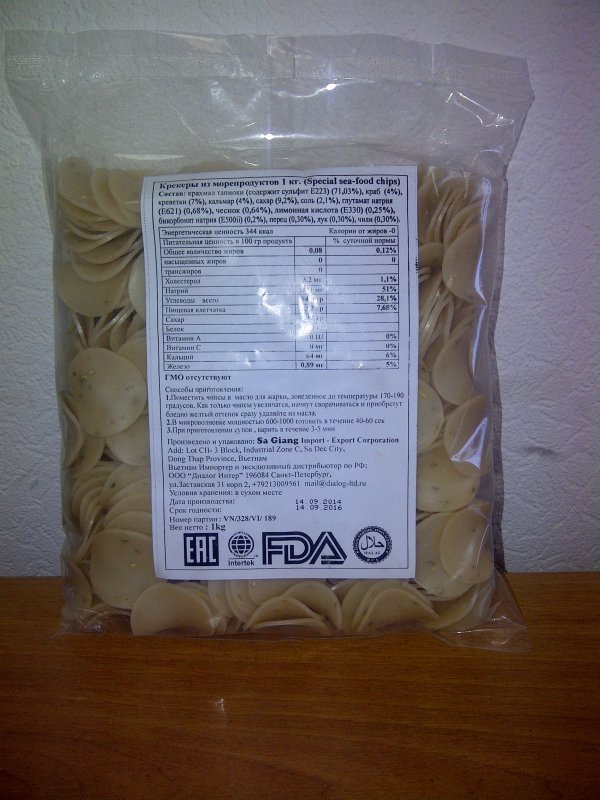 Крекеры из морепродуктов 1 кг. (Special sea-food chips)
Состав: крахмал тапиоки (содержит сульфит E223) (71,03%), краб (4%),
креветки (7%), кальмар (4%), сахар (9,2%), соль (2,1%), глутамат натрия
(E621) (0,68%), чеснок (0,64%), лимонная кислота (E330) (0,25%),
бикорбонат натрия (E500ii) (0,2%), перец (0,30%), лук (0,30%), чили (0,30%).
Энергетическая ценность 344 ккал Калории от жиров -0
Питательная ценность в 100 гр продукта % суточной нормы
Общее количество жиров 0,08 0,12%
насыщенных жиров 0 0
трансжиров 0
Холестерол 3,2 мг 1,1%
Натрий 51%
Углеводы всего 28,1%
Пищевая клетчатка 7,68%
Сахар
Белок
Витамин А 0 IU 0%
Витамин С 0 мг 0%
Кальций 64 мг 6%
Железо 0,89 мг 5%
ГМО отсутствуют
Способы приготовления:
1.Поместить чипсы в масло для жарки, доведенное до температуры 170-190
градусов. Как только чипсы увеличатся, начнут сворачиваться и приобретут
бледно желтый оттенок сразу удаляйте из масла.
2.В микроволновке мощностью 600-1000 готовить в течение 40-60 сек
3.При приготовлении супов , варить в течение 3-5 мин
Произведено и упаковано: Sa Giang Import - Export Corporation
Add: Lot CII- 3 Block, Industrial Zone C, Sa Dec City,
Dong Thap Province, Вьетнам
Вьетнам Импортер и эксклюзивный дистрибьютор по РФ:
ООО "Диалог Интер" 196084 Санкт-Петербург,
ул.Заставская 31 корп 2, +79213009561 mail@dialog-ltd.ru
Условия хранения: в сухом месте
Дата производства: 14.09.2014
Срок годности: 14.09.2016
Номер партии : VN/328/VI/ 189
Вес нетто : 1kg
EAC Intertek FDA حلال HALAL